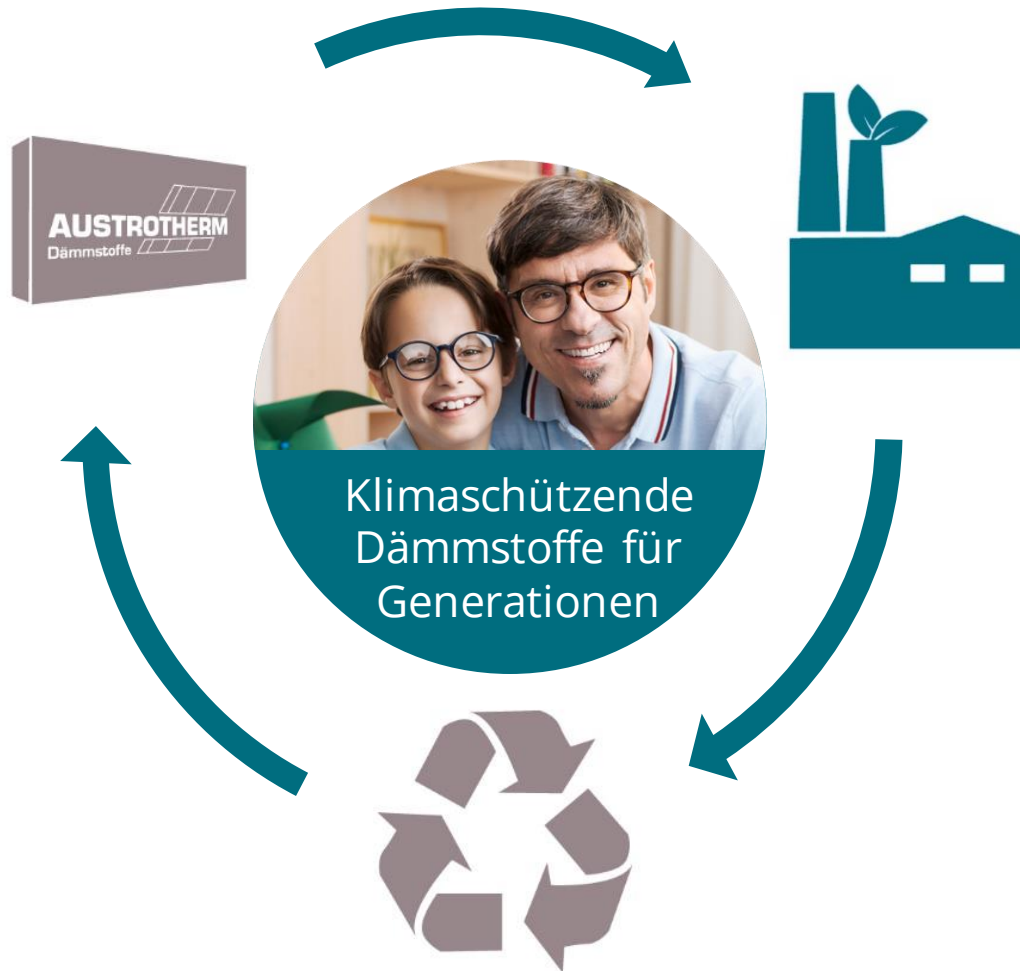 AUSTROTHERM
Dämmstoffe
Klimaschützende
Dämmstoffe für
Generationen